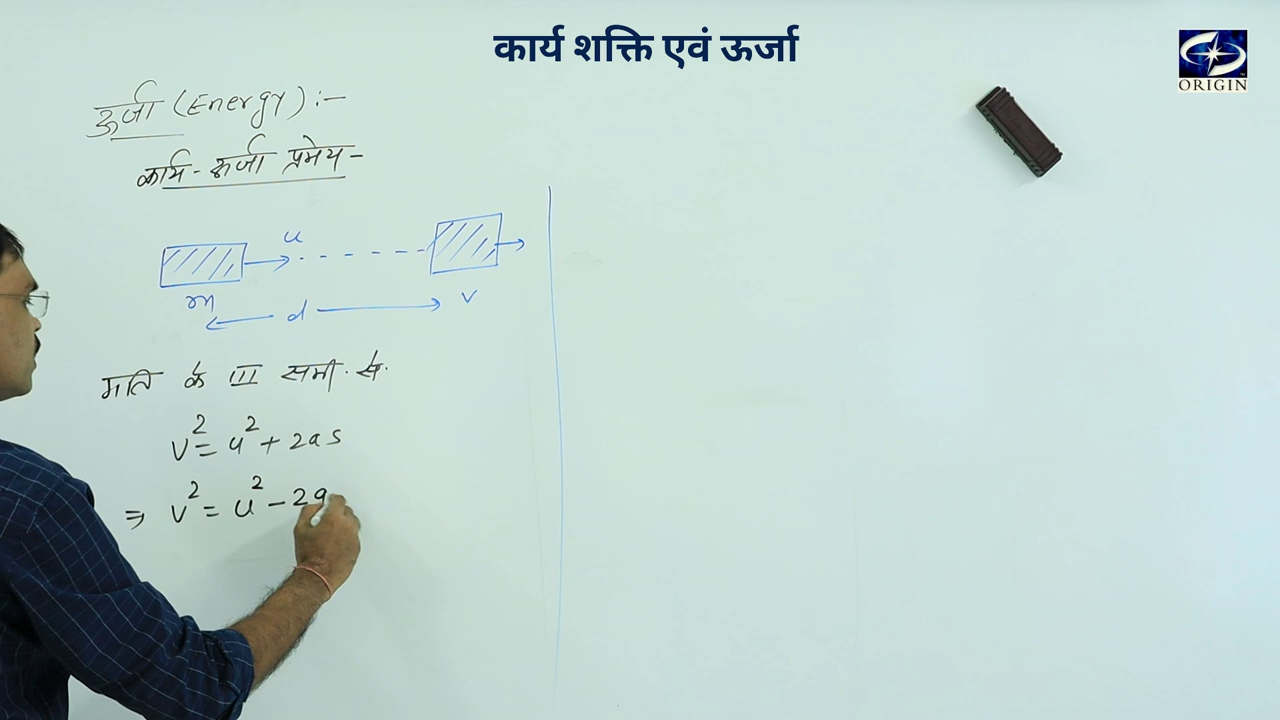 कार्य शक्ति एवं ऊर्जा
ORIGIN
ऊर्जा (Energy) :-
कार्य - ऊर्जा प्रमेय -
u
m
d
v
गति के III समी. से.
v² = u² + 2as
⇒ v² = u² - 2a